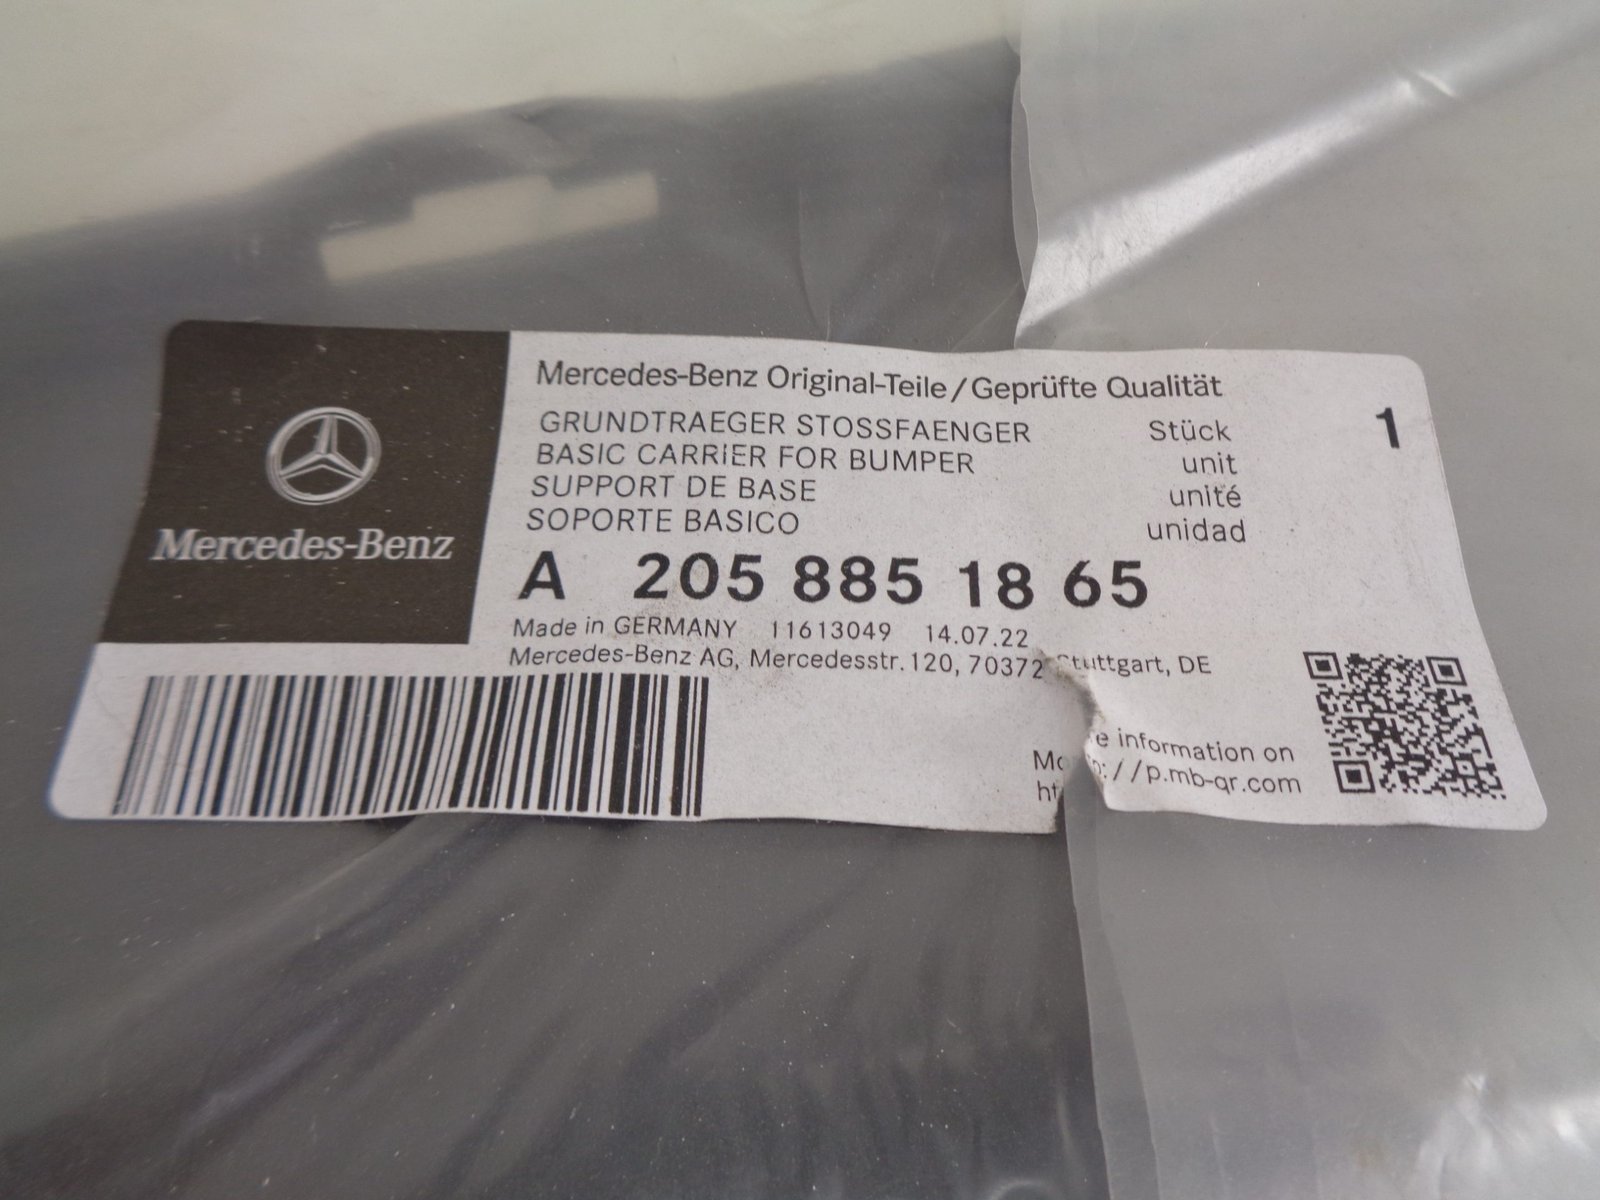 Mercedes-Benz
Mercedes-Benz Original-Teile/Geprüfte Qualität
GRUNDTRAEGER STOSSFAENGER Stück 1
BASIC CARRIER FOR BUMPER unit
SUPPORT DE BASE unité
SOPORTE BASICO unidad
A 205 885 18 65
Made in GERMANY 11613049 14.07.22
Mercedes-Benz AG, Mercedesstr. 120, 70372 Stuttgart, DE
information on
p.mb-qr.com